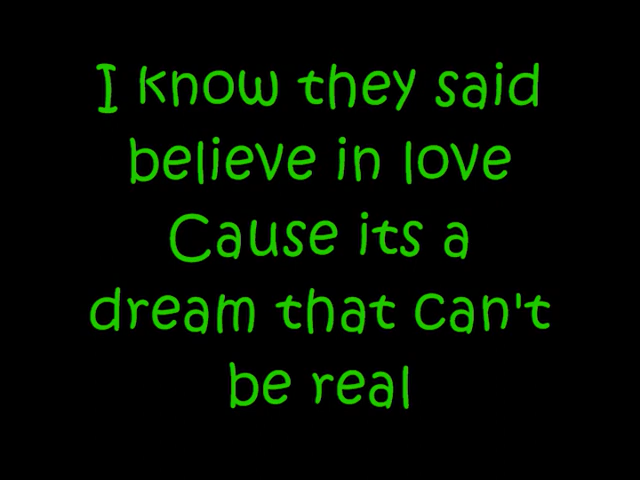 I know they said
believe in love
Cause its a
dream that can't
be real